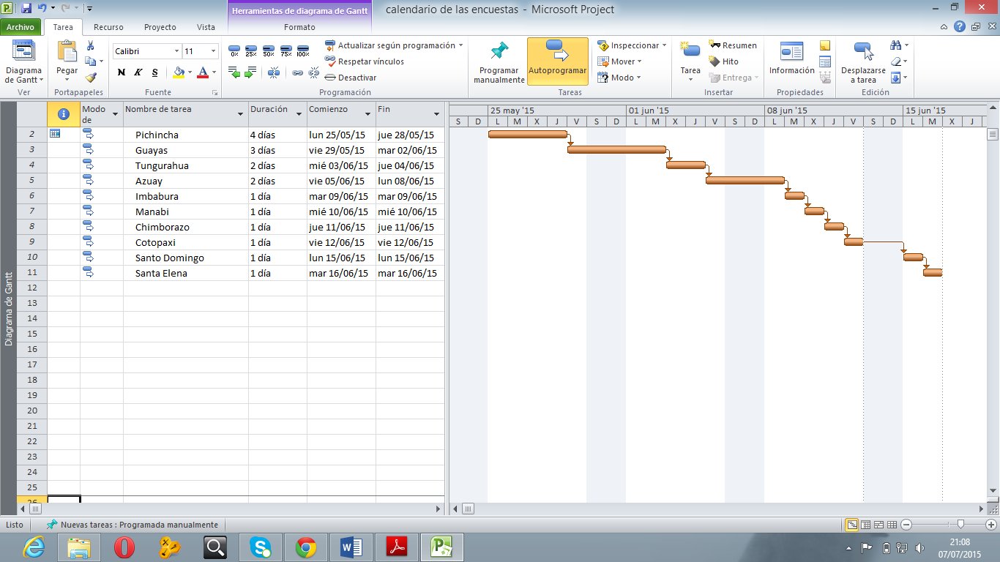 Herramientas de diagrama de Gantt
calendario de las encuestas - Microsoft Project
Archivo Tarea Recurso Proyecto Vista Formato
Diagrama de Gantt
Ver
Pegar
Portapapeles
Calibri 11
N K S A
Fuente
0% 25% 50% 75% 100%
Actualizar según programación
Respetar vínculos
Desactivar
Programación
Programar manualmente
Autoprogramar
Inspeccionar
Mover
Modo
Tareas
Tarea
Resumen
Hito
Entrega
Insertar
Información
Propiedades
Desplazarse a tarea
Edición
Modo de Nombre de tarea Duración Comienzo Fin
25 may '15 01 jun '15 08 jun '15 15 jun '15
S D L M X J V S D L M X J V S D L M X J V S D L M X J
2 Pichincha 4 días lun 25/05/15 jue 28/05/15
3 Guayas 3 días vie 29/05/15 mar 02/06/15
4 Tungurahua 2 días mié 03/06/15 jue 04/06/15
5 Azuay 2 días vie 05/06/15 lun 08/06/15
6 Imbabura 1 día mar 09/06/15 mar 09/06/15
7 Manabi 1 día mié 10/06/15 mié 10/06/15
8 Chimborazo 1 día jue 11/06/15 jue 11/06/15
9 Cotopaxi 1 día vie 12/06/15 vie 12/06/15
10 Santo Domingo 1 día lun 15/06/15 lun 15/06/15
11 Santa Elena 1 día mar 16/06/15 mar 16/06/15
12
13
14
15
16
17
18
19
20
21
22
23
24
25
26
Diagrama de Gantt
Listo Nuevas tareas : Programada manualmente
21:08
07/07/2015